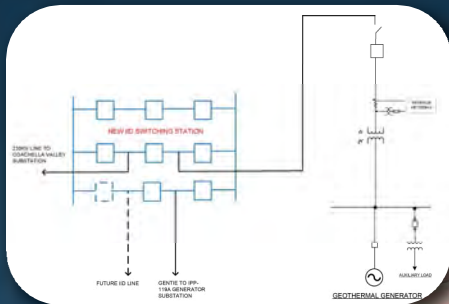 NEW IID SWITCHING STATION
230KV LINE TO
COACHELLA VALLEY
SUBSTATION
FUTURE IID LINE
GENTIE TO IPP-
119A GENERATOR
SUBSTATION
AUXILIARY LOAD
GEOTHERMAL GENERATOR